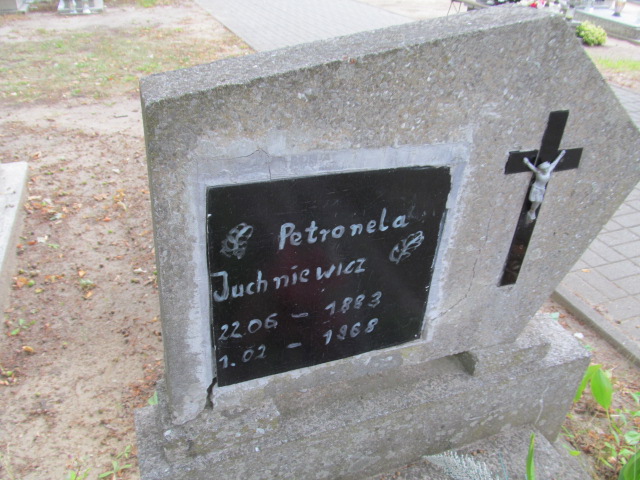 Petronela
Juchniewicz
22.06 - 1883
1.02 - 1968